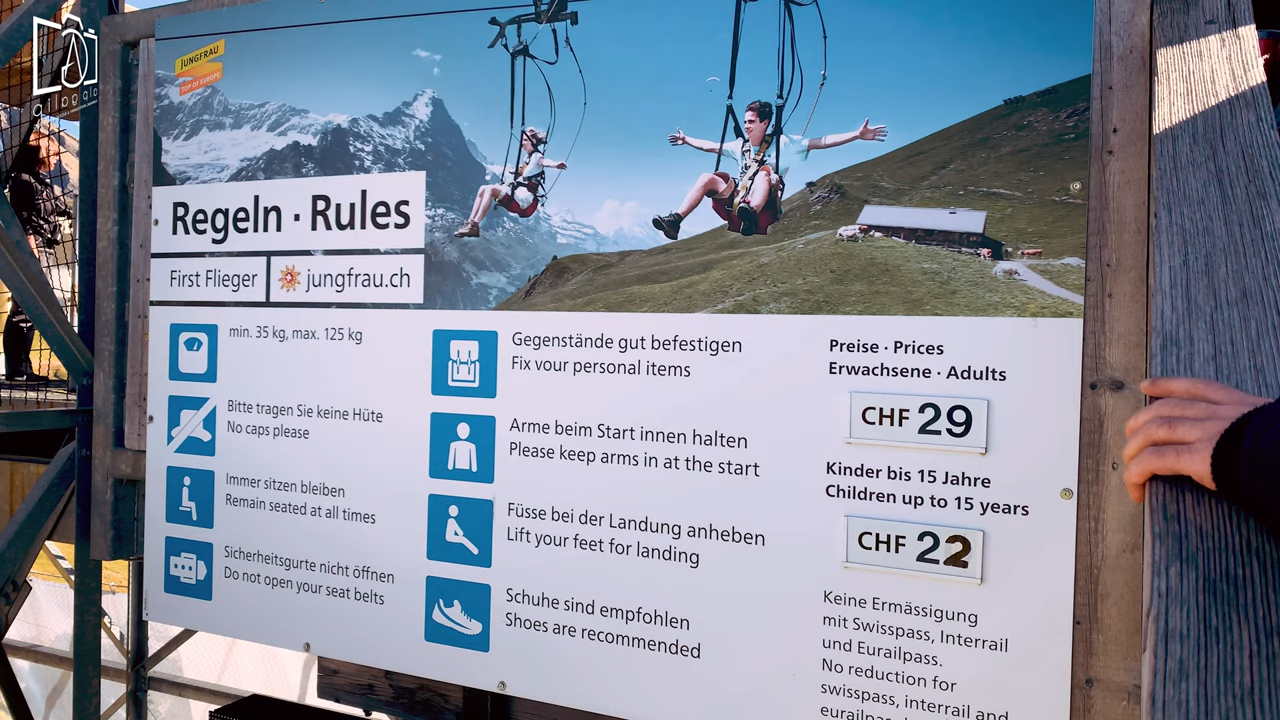 JUNGFRAU
TOP OF EUROPE
Regeln · Rules
First Flieger
jungfrau.ch
min. 35 kg, max. 125 kg
Bitte tragen Sie keine Hüte
No caps please
Immer sitzen bleiben
Remain seated at all times
Sicherheitsgurte nicht öffnen
Do not open your seat belts
Gegenstände gut befestigen
Fix your personal items
Arme beim Start innen halten
Please keep arms in at the start
Füsse bei der Landung anheben
Lift your feet for landing
Schuhe sind empfohlen
Shoes are recommended
Preise · Prices
Erwachsene · Adults
CHF 29
Kinder bis 15 Jahre
Children up to 15 years
CHF 22
Keine Ermässigung
mit Swisspass, Interrail
und Eurailpass.
No reduction for
swisspass, interrail and